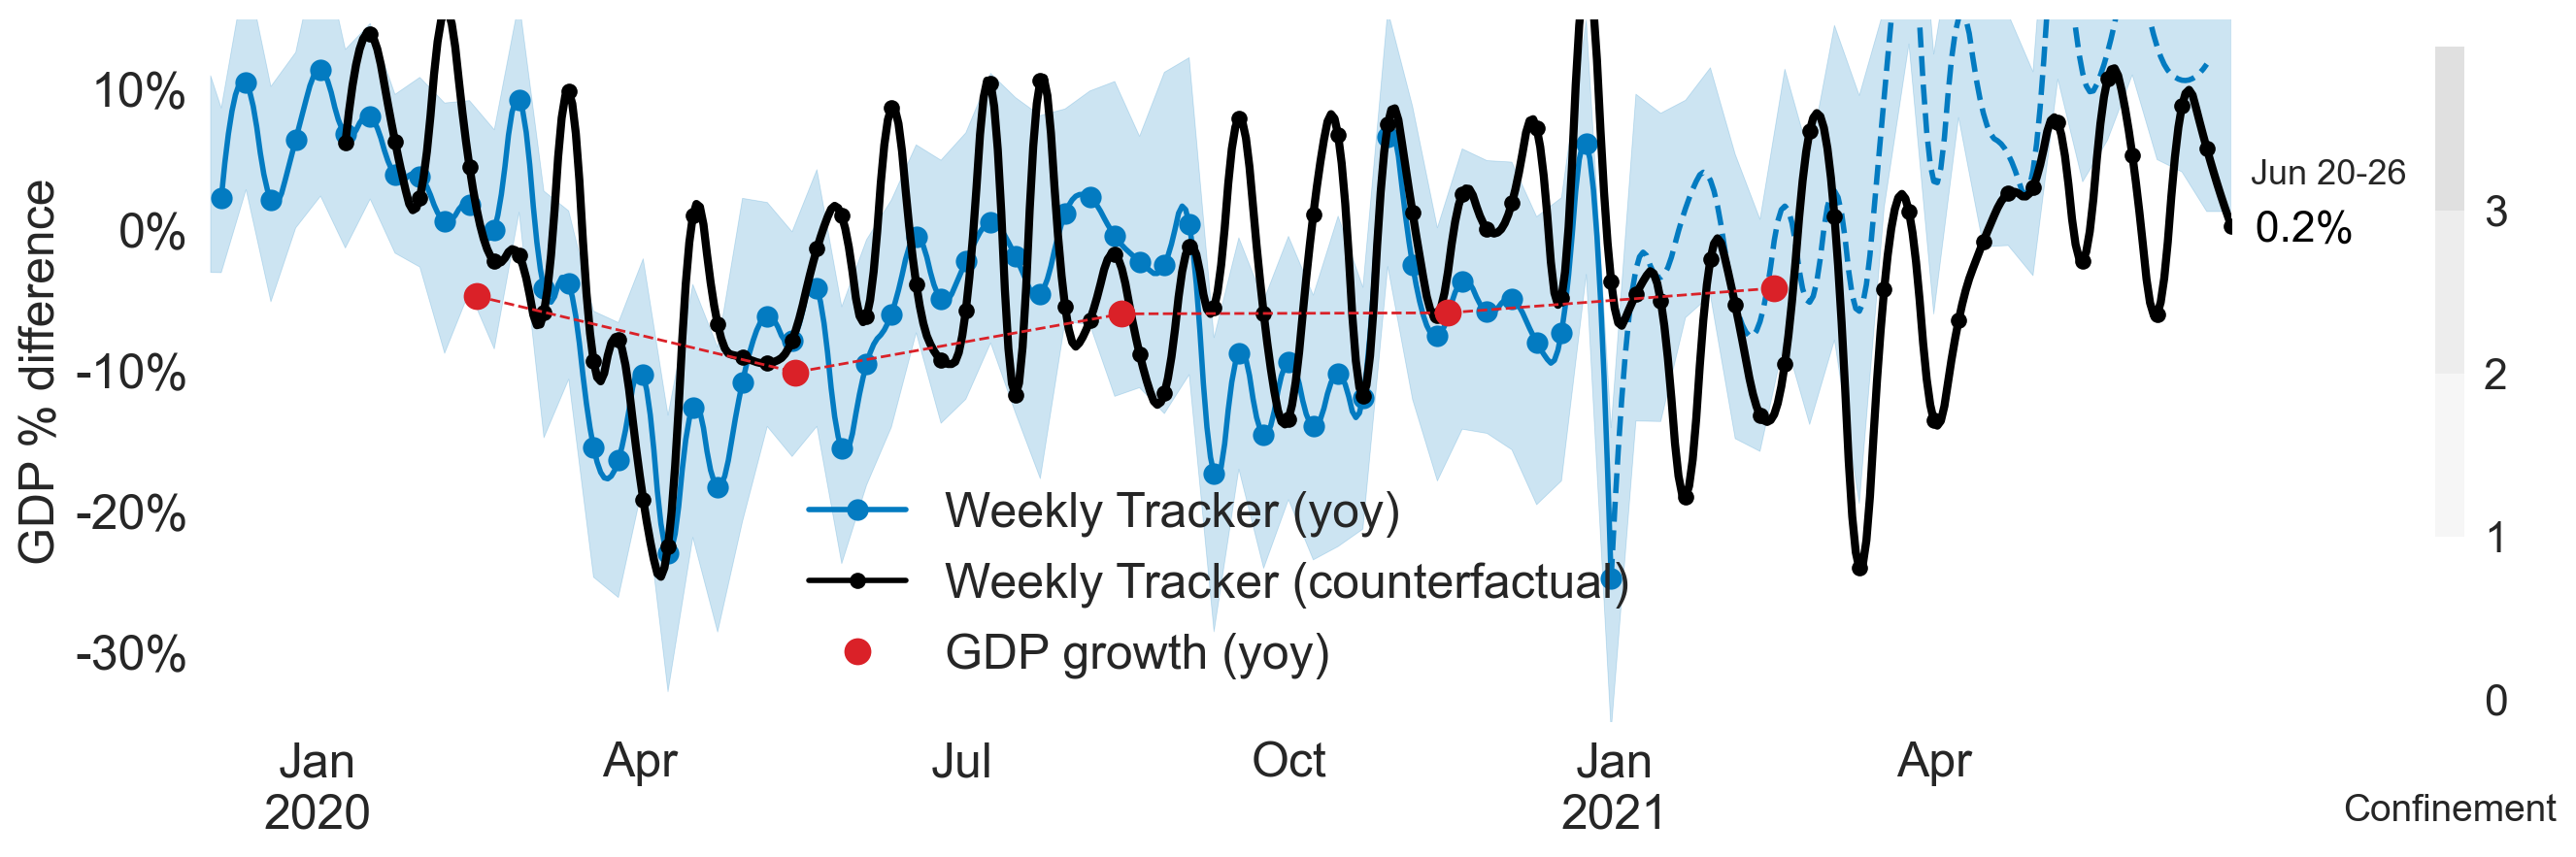 GDP % difference
10%
0%
-10%
-20%
-30%
Weekly Tracker (yoy)
Weekly Tracker (counterfactual)
GDP growth (yoy)
Jan
2020
Apr
Jul
Oct
Jan
2021
Apr
Jun 20-26
0.2%
3
2
1
0
Confinement